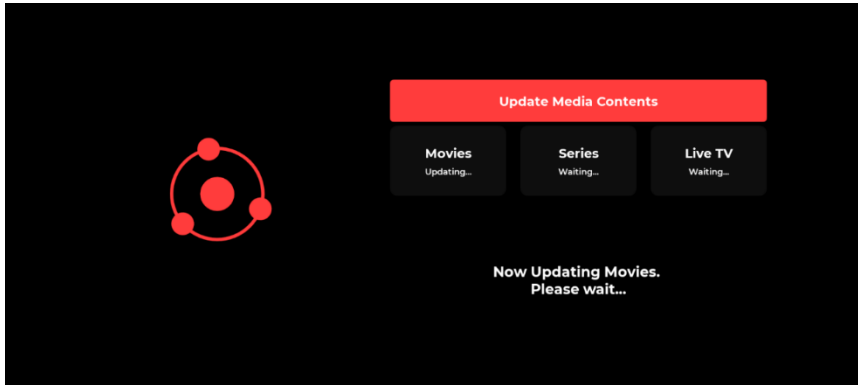 Update Media Contents
Movies
Updating...
Series
Waiting...
Live TV
Waiting...
Now Updating Movies.
Please wait...